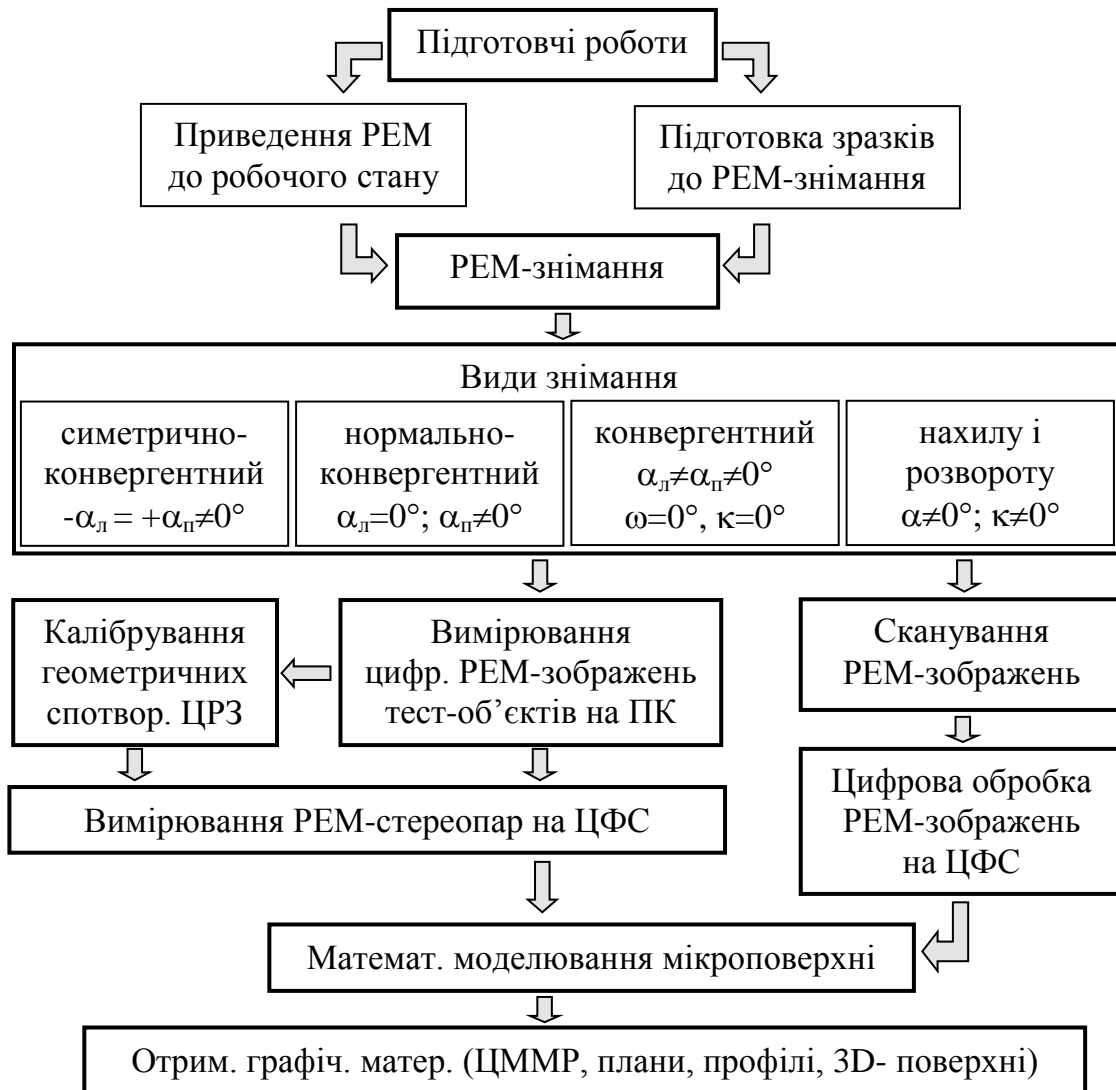 Підготовчі роботи
Приведення РЕМ
до робочого стану
Підготовка зразків
до РЕМ-знімання
РЕМ-знімання
Види знімання
симетрично-
конвергентний
-αл = +αп≠0°
нормально-
конвергентний
αл=0°; αп≠0°
конвергентний
αл≠αп≠0°
ω=0°, κ=0°
нахилу і
розвороту
α≠0°; κ≠0°
Калібрування
геометричних
спотвор. ЦРЗ
Вимірювання
цифр. РЕМ-зображень
тест-об’єктів на ПК
Сканування
РЕМ-зображень
Вимірювання РЕМ-стереопар на ЦФС
Цифрова обробка
РЕМ-зображень
на ЦФС
Математ. моделювання мікроповерхні
Отрим. графіч. матер. (ЦММР, плани, профілі, 3D- поверхні)